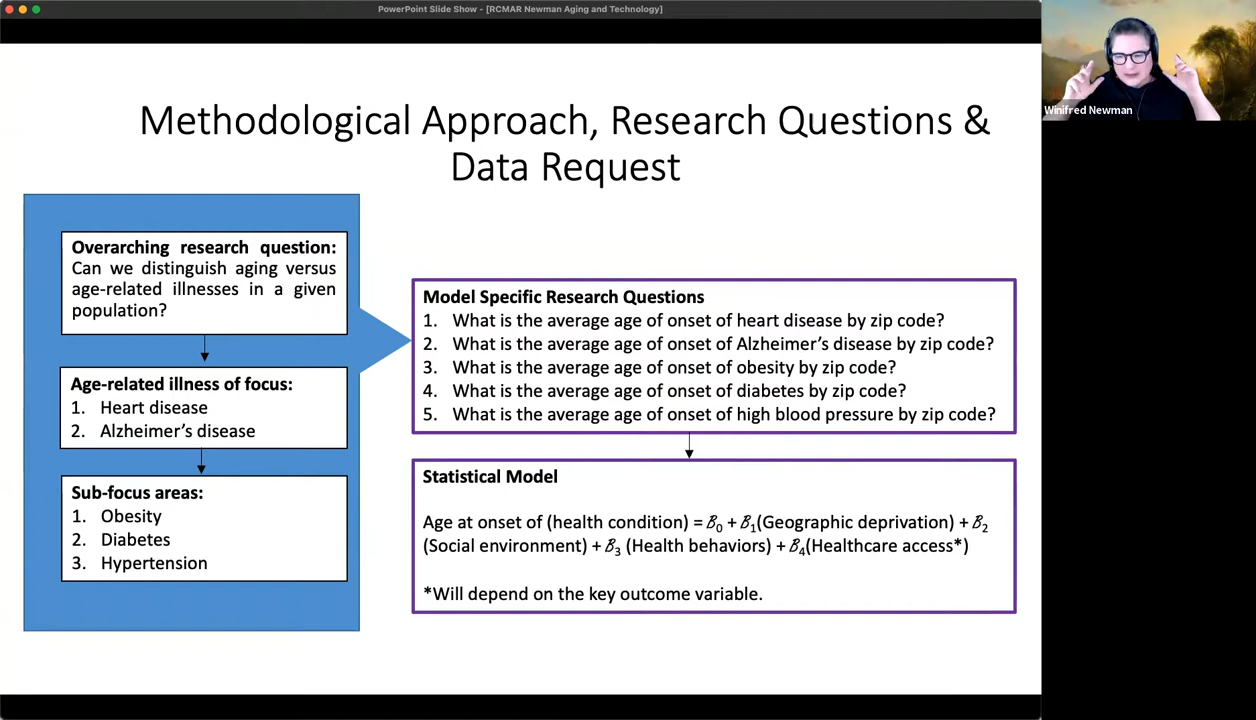 PowerPoint Slide Show - [RCMAR Newman Aging and Technology]
Winifred Newman
Methodological Approach, Research Questions &
Data Request
Overarching research question:
Can we distinguish aging versus
age-related illnesses in a given
population?
Age-related illness of focus:
1. Heart disease
2. Alzheimer's disease
Sub-focus areas:
1. Obesity
2. Diabetes
3. Hypertension
Model Specific Research Questions
1. What is the average age of onset of heart disease by zip code?
2. What is the average age of onset of Alzheimer's disease by zip code?
3. What is the average age of onset of obesity by zip code?
4. What is the average age of onset of diabetes by zip code?
5. What is the average age of onset of high blood pressure by zip code?
Statistical Model
Age at onset of (health condition) = ℬ₀ + ℬ₁(Geographic deprivation) + ℬ₂
(Social environment) + ℬ₃ (Health behaviors) + ℬ₄(Healthcare access*)
*Will depend on the key outcome variable.